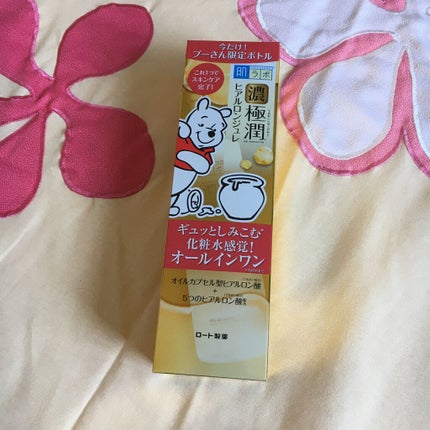 今だけ!
プーさん限定ボトル
これ1つで
スキンケア
完了!
肌ラボ
濃極潤
ヒアルロンジュレ
ギュッとしみこむ
化粧水感覚!
オールインワン
オイルカプセル型ヒアルロン酸
+
5つのヒアルロン酸
ロート製薬